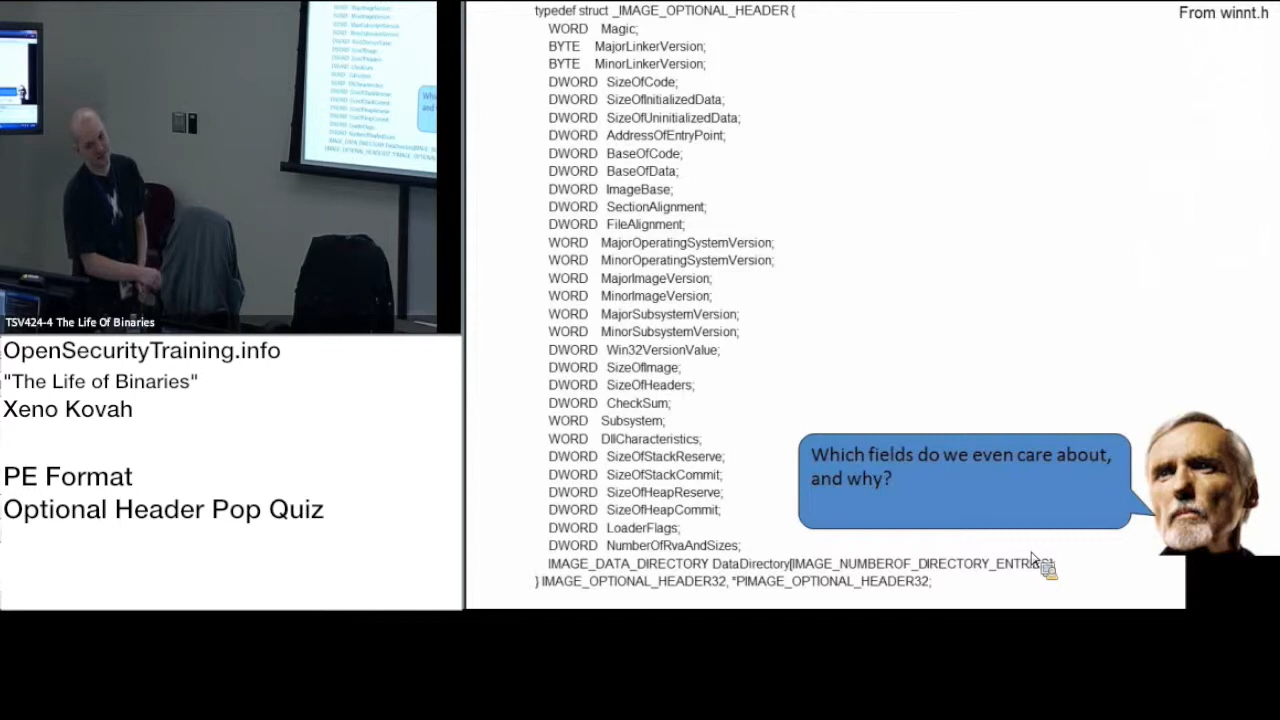 TSV424-4 The Life Of Binaries
OpenSecurityTraining.info
"The Life of Binaries"
Xeno Kovah
PE Format
Optional Header Pop Quiz
From winnt.h
typedef struct _IMAGE_OPTIONAL_HEADER {
WORD Magic;
BYTE MajorLinkerVersion;
BYTE MinorLinkerVersion;
DWORD SizeOfCode;
DWORD SizeOfInitializedData;
DWORD SizeOfUninitializedData;
DWORD AddressOfEntryPoint;
DWORD BaseOfCode;
DWORD BaseOfData;
DWORD ImageBase;
DWORD SectionAlignment;
DWORD FileAlignment;
WORD MajorOperatingSystemVersion;
WORD MinorOperatingSystemVersion;
WORD MajorImageVersion;
WORD MinorImageVersion;
WORD MajorSubsystemVersion;
WORD MinorSubsystemVersion;
DWORD Win32VersionValue;
DWORD SizeOfImage;
DWORD SizeOfHeaders;
DWORD CheckSum;
WORD Subsystem;
WORD DllCharacteristics;
DWORD SizeOfStackReserve;
DWORD SizeOfStackCommit;
DWORD SizeOfHeapReserve;
DWORD SizeOfHeapCommit;
DWORD LoaderFlags;
DWORD NumberOfRvaAndSizes;
IMAGE_DATA_DIRECTORY DataDirectory[IMAGE_NUMBEROF_DIRECTORY_ENTRIES];
} IMAGE_OPTIONAL_HEADER32, *PIMAGE_OPTIONAL_HEADER32;
Which fields do we even care about,
and why?